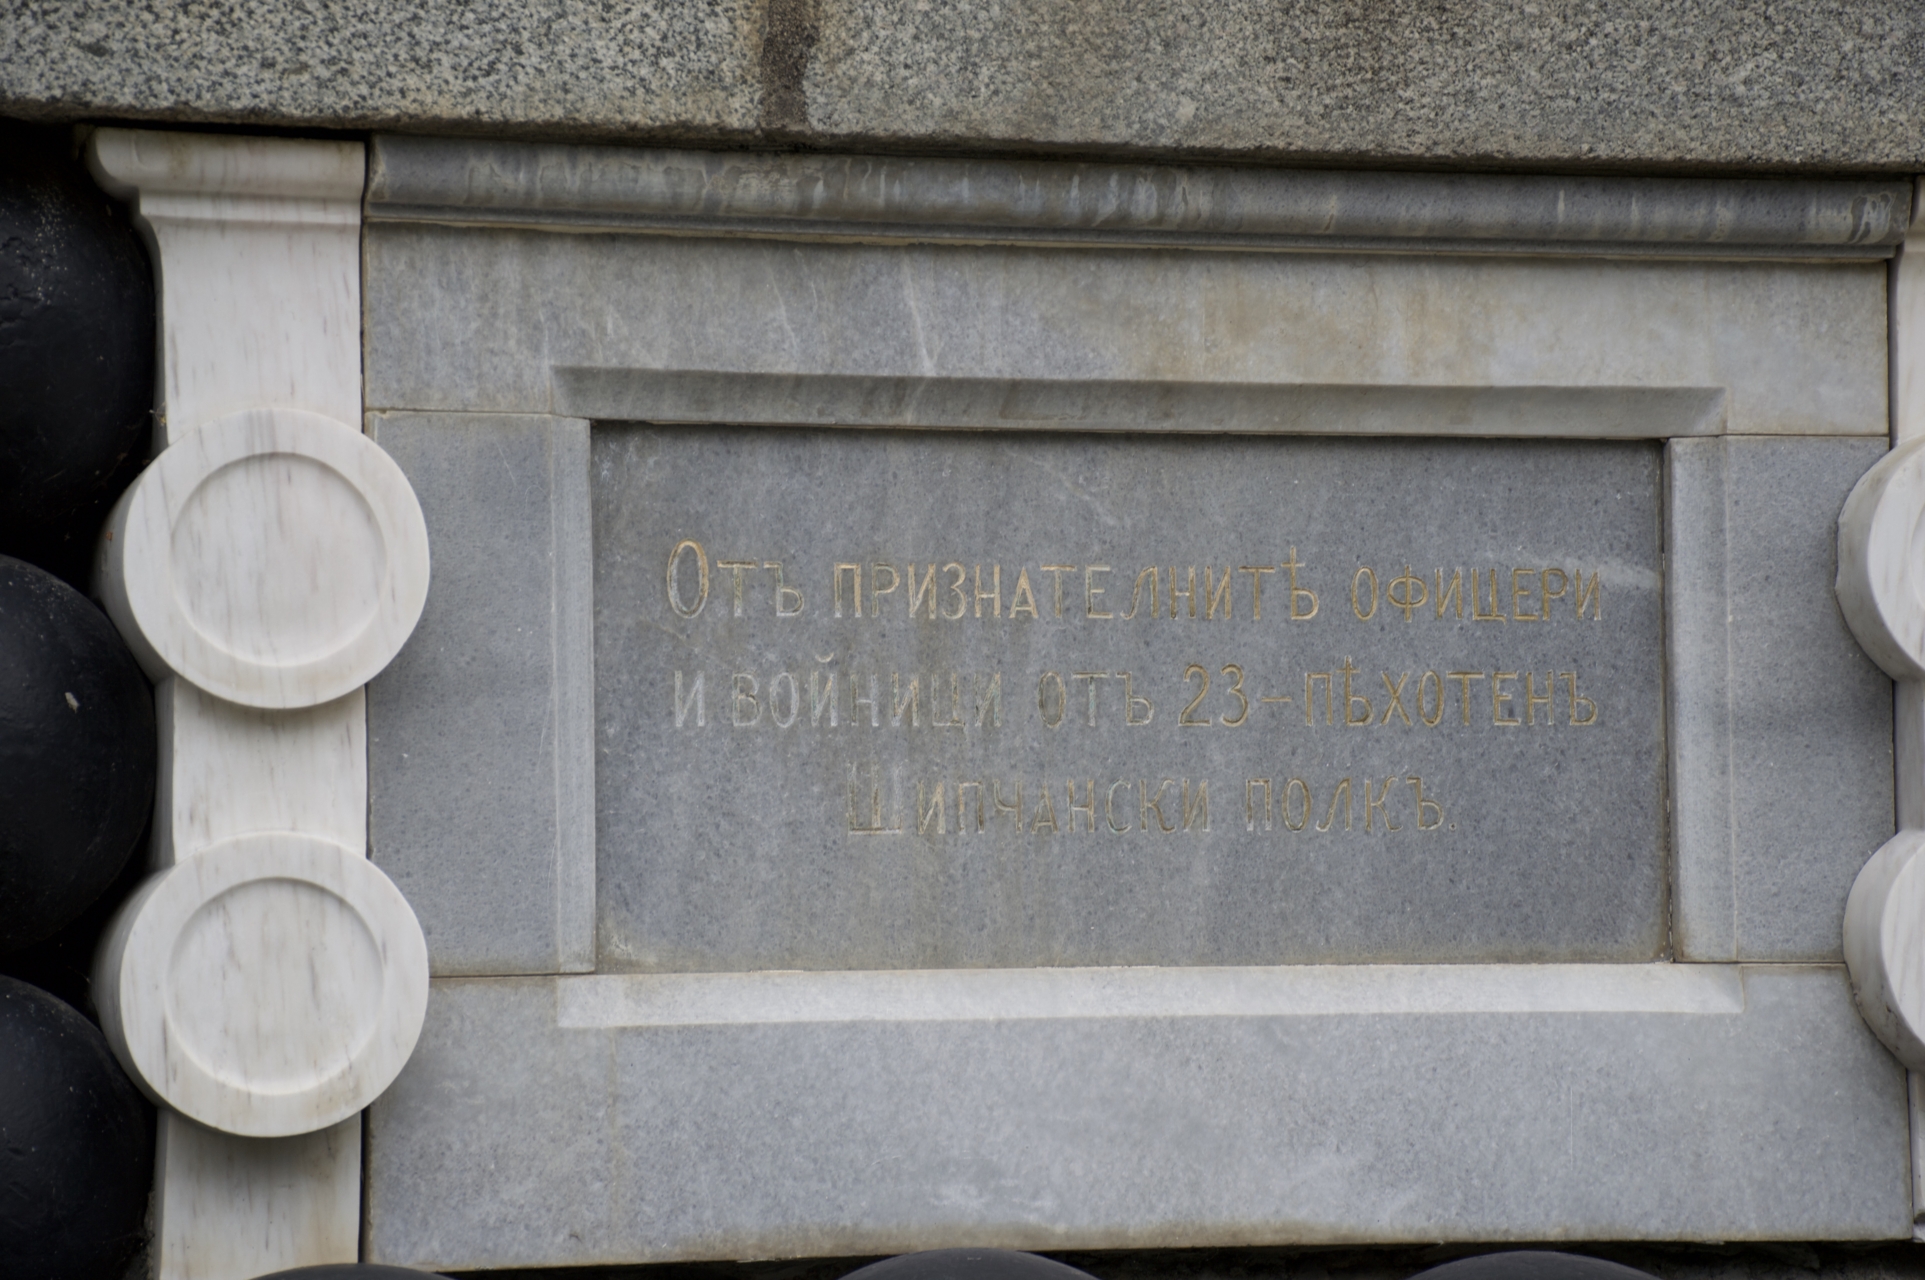 Отъ признателнитѣ офицери
и войници отъ 23-пѣхотенъ
Шипчански полкъ.